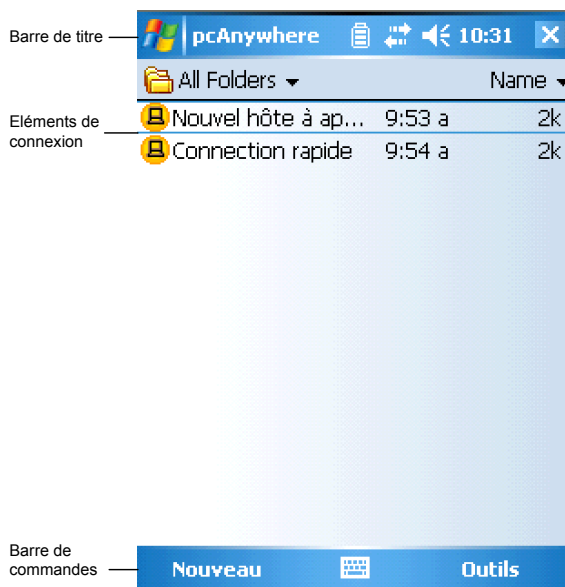 Barre de titre
pcAnywhere 10:31
All Folders Name
Eléments de
connexion
Nouvel hôte à ap... 9:53 a 2k
Connection rapide 9:54 a 2k
Barre de
commandes
Nouveau Outils